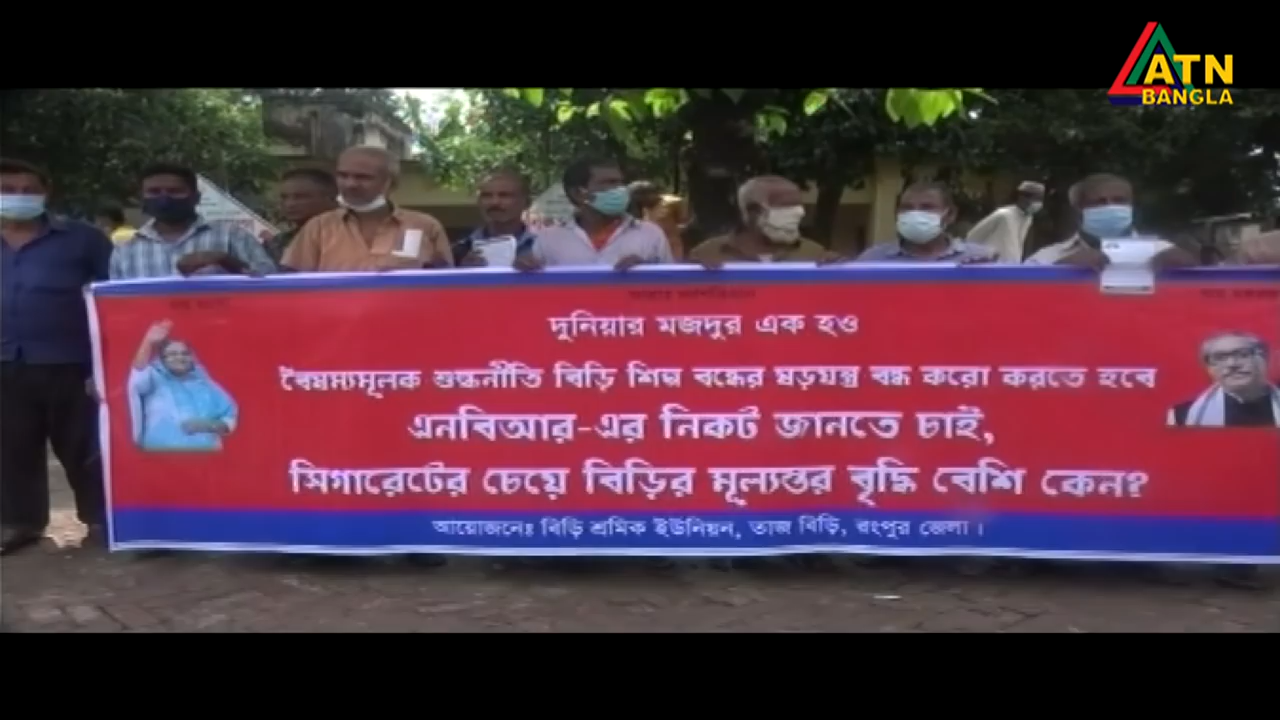 ATN
BANGLA
দুনিয়ার মজদুর এক হও
বৈষম্যমূলক শুল্কনীতি বিড়ি শিল্প বন্ধের ষড়যন্ত্র বন্ধ করো করতে হবে
এনবিআর-এর নিকট জানতে চাই,
সিগারেটের চেয়ে বিড়ির মূল্যস্তর বৃদ্ধি বেশি কেন?
আয়োজনেঃ বিড়ি শ্রমিক ইউনিয়ন, তাজ বিড়ি, রংপুর জেলা।